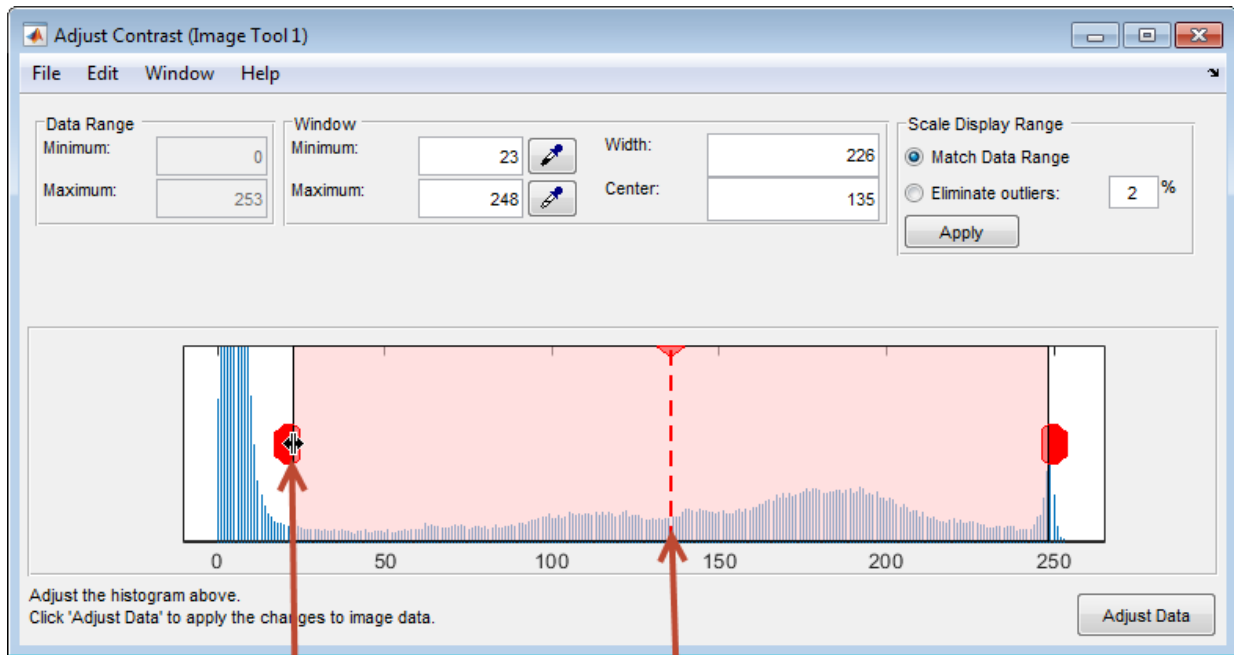 Adjust Contrast (Image Tool 1)
File Edit Window Help
Data Range
Minimum: 0
Maximum: 253
Window
Minimum: 23
Maximum: 248
Width: 226
Center: 135
Scale Display Range
Match Data Range
Eliminate outliers: 2 %
Apply
0 50 100 150 200 250
Adjust the histogram above.
Click 'Adjust Data' to apply the changes to image data.
Adjust Data